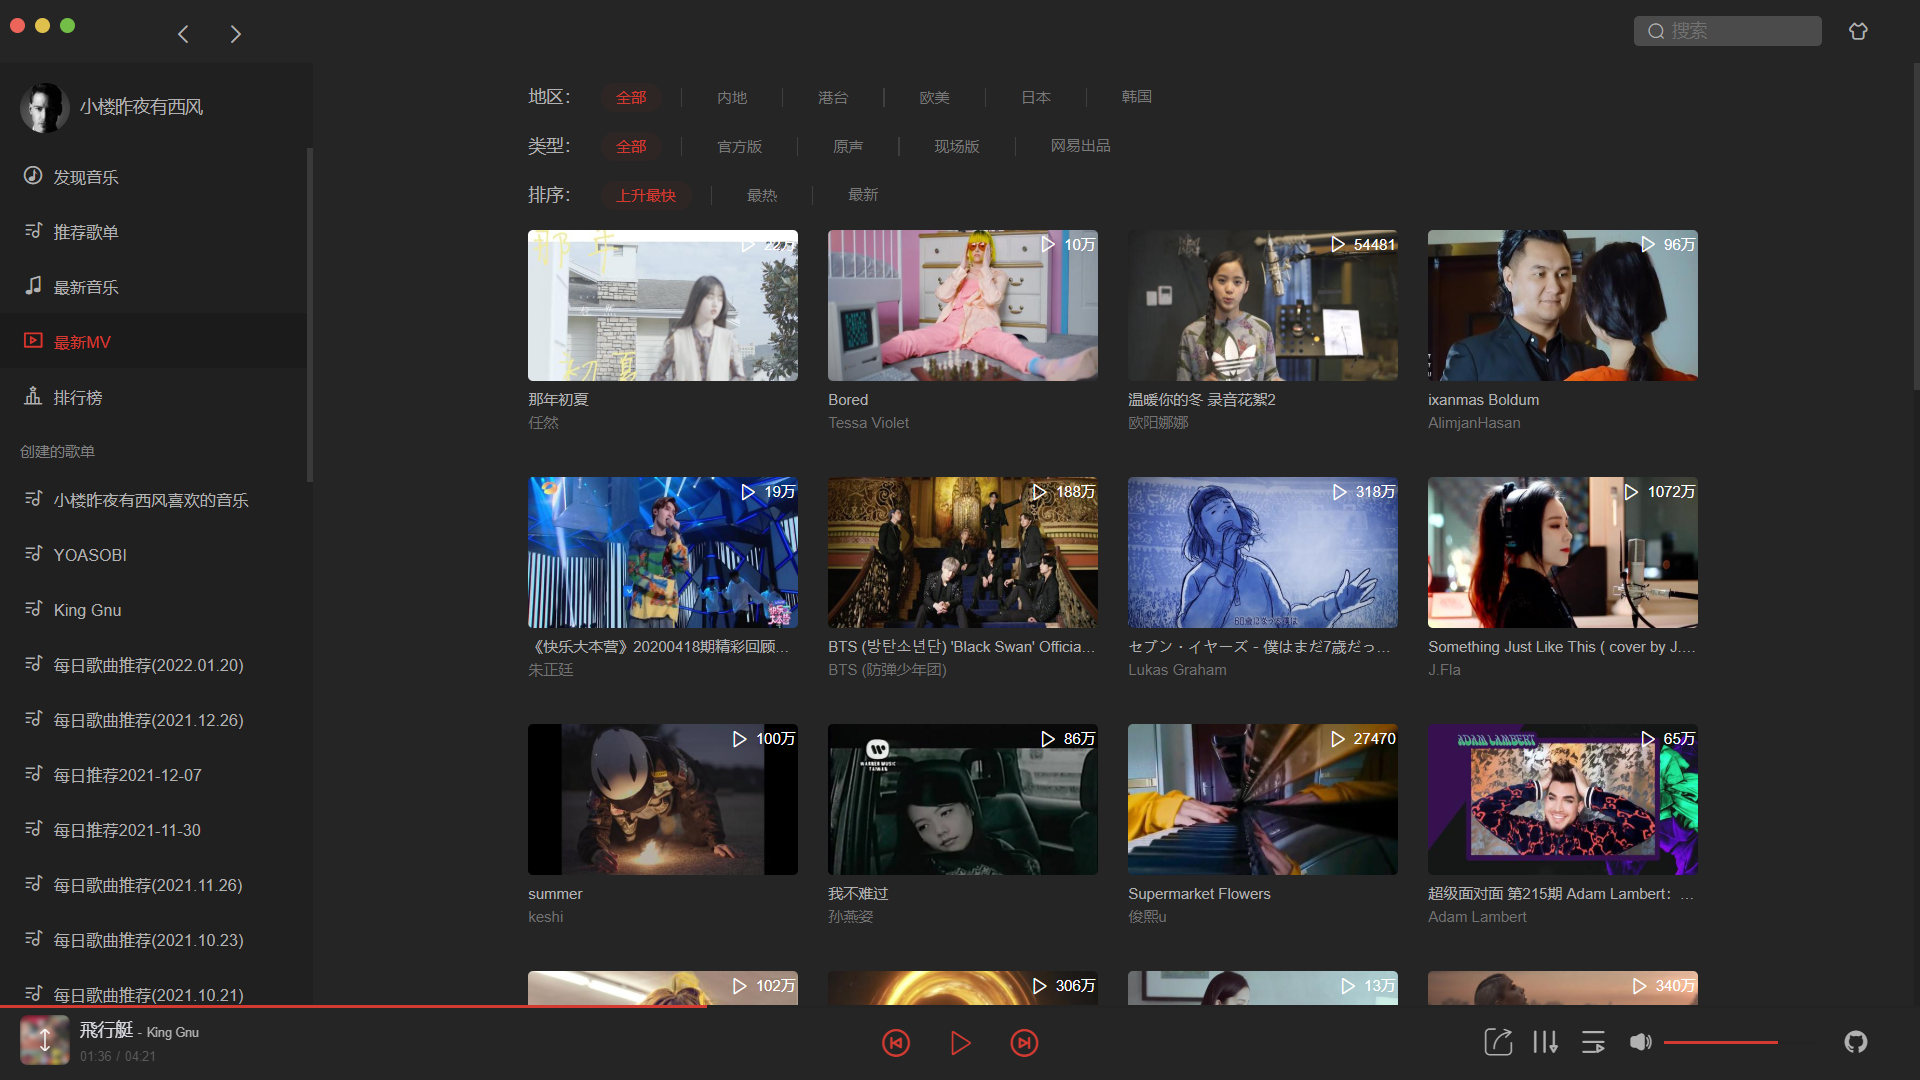 搜索
小楼昨夜有西风
发现音乐
推荐歌单
最新音乐
最新MV
排行榜
创建的歌单
小楼昨夜有西风喜欢的音乐
YOASOBI
King Gnu
每日歌曲推荐(2022.01.20)
每日歌曲推荐(2021.12.26)
每日推荐2021-12-07
每日推荐2021-11-30
每日歌曲推荐(2021.11.26)
每日歌曲推荐(2021.10.23)
每日歌曲推荐(2021.10.21)
地区： 全部 内地 港台 欧美 日本 韩国
类型： 全部 官方版 原声 现场版 网易出品
排序： 上升最快 最热 最新
22万
那年初夏
那年初夏
任然
10万
Bored
Tessa Violet
54481
温暖你的冬 录音花絮2
欧阳娜娜
96万
ixanmas Boldum
AlimjanHasan
19万
快乐大本营
《快乐大本营》20200418期精彩回顾...
朱正廷
188万
BTS (방탄소년단) 'Black Swan' Officia...
BTS (防弹少年团)
318万
セブン・イヤーズ - 僕はまだ7歳だっ...
Lukas Graham
1072万
Something Just Like This ( cover by J....
J.Fla
100万
summer
keshi
86万
WARNER MUSIC
TAIWAN
我不难过
孙燕姿
27470
Supermarket Flowers
俊熙u
65万
ADAM LAMBERT
超级面对面 第215期 Adam Lambert：...
Adam Lambert
102万
306万
13万
340万
飛行艇 - King Gnu
01:36 / 04:21